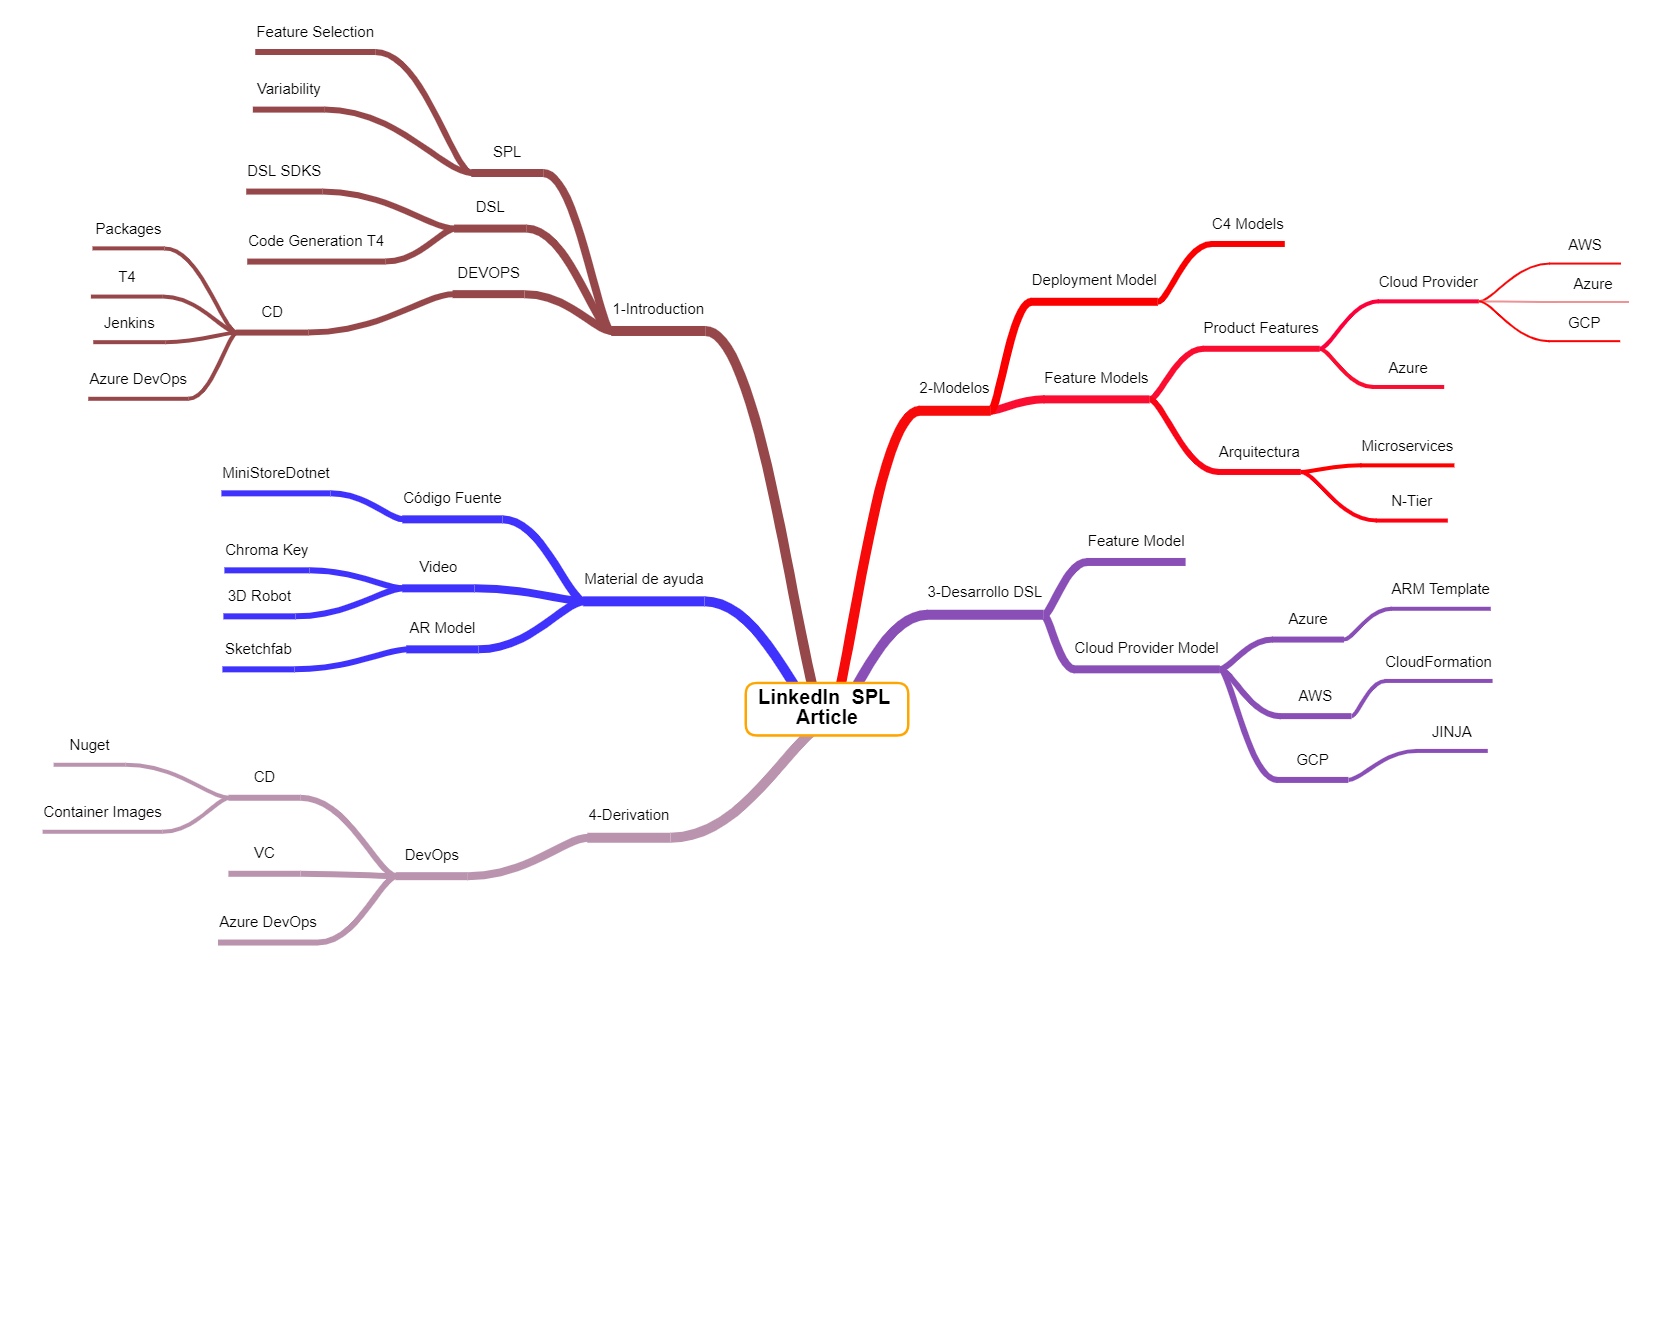 Feature Selection
Variability
SPL
DSL SDKS
DSL
Code Generation T4
Packages
T4
Jenkins
Azure DevOps
CD
DEVOPS
1-Introduction
C4 Models
Deployment Model
AWS
Azure
GCP
Cloud Provider
Product Features
Azure
2-Modelos
Feature Models
Arquitectura
Microservices
N-Tier
MiniStoreDotnet
Código Fuente
Chroma Key
Video
3D Robot
AR Model
Sketchfab
Material de ayuda
Feature Model
3-Desarrollo DSL
Cloud Provider Model
Azure
ARM Template
AWS
CloudFormation
GCP
JINJA
LinkedIn SPL
Article
Nuget
CD
Container Images
VC
DevOps
Azure DevOps
4-Derivation